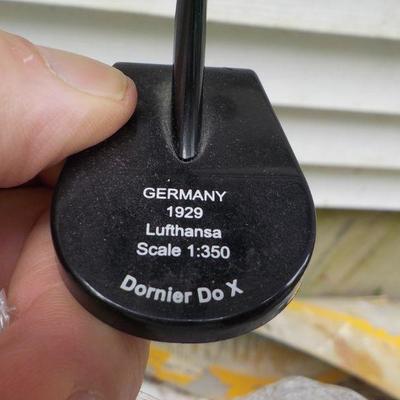 GERMANY
1929
Lufthansa
Scale 1:350
Dornier Do X